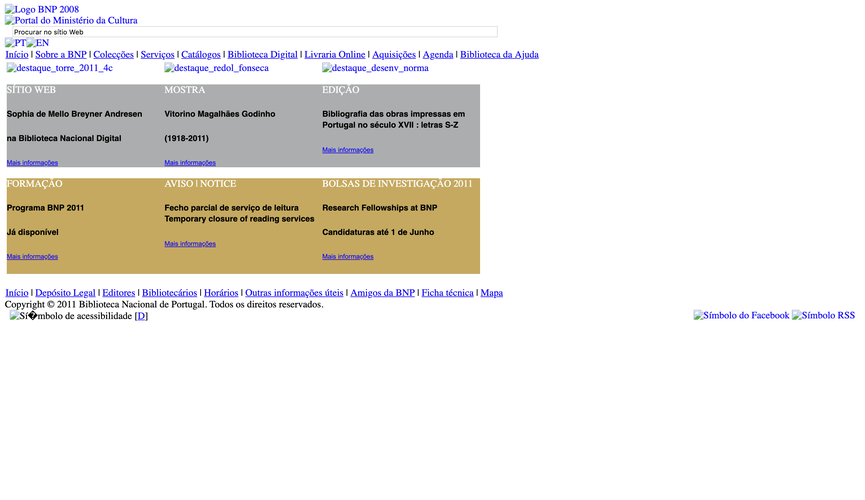 Logo BNP 2008
Portal do Ministério da Cultura
Procurar no sítio Web
PT EN
Início | Sobre a BNP | Colecções | Serviços | Catálogos | Biblioteca Digital | Livraria Online | Aquisições | Agenda | Biblioteca da Ajuda
destaque_torre_2011_4c destaque_redol_fonseca destaque_desenv_norma
SÍTIO WEB
Sophia de Mello Breyner Andresen
na Biblioteca Nacional Digital
Mais informações
MOSTRA
Vitorino Magalhães Godinho
(1918-2011)
Mais informações
EDIÇÃO
Bibliografia das obras impressas em
Portugal no século XVII : letras S-Z
Mais informações
FORMAÇÃO
Programa BNP 2011
Já disponível
Mais informações
AVISO | NOTICE
Fecho parcial de serviço de leitura
Temporary closure of reading services
Mais informações
BOLSAS DE INVESTIGAÇÃO 2011
Research Fellowships at BNP
Candidaturas até 1 de Junho
Mais informações
Início | Depósito Legal | Editores | Bibliotecários | Horários | Outras informações úteis | Amigos da BNP | Ficha técnica | Mapa
Copyright © 2011 Biblioteca Nacional de Portugal. Todos os direitos reservados.
Sí�mbolo de acessibilidade [D]
Símbolo do Facebook Símbolo RSS